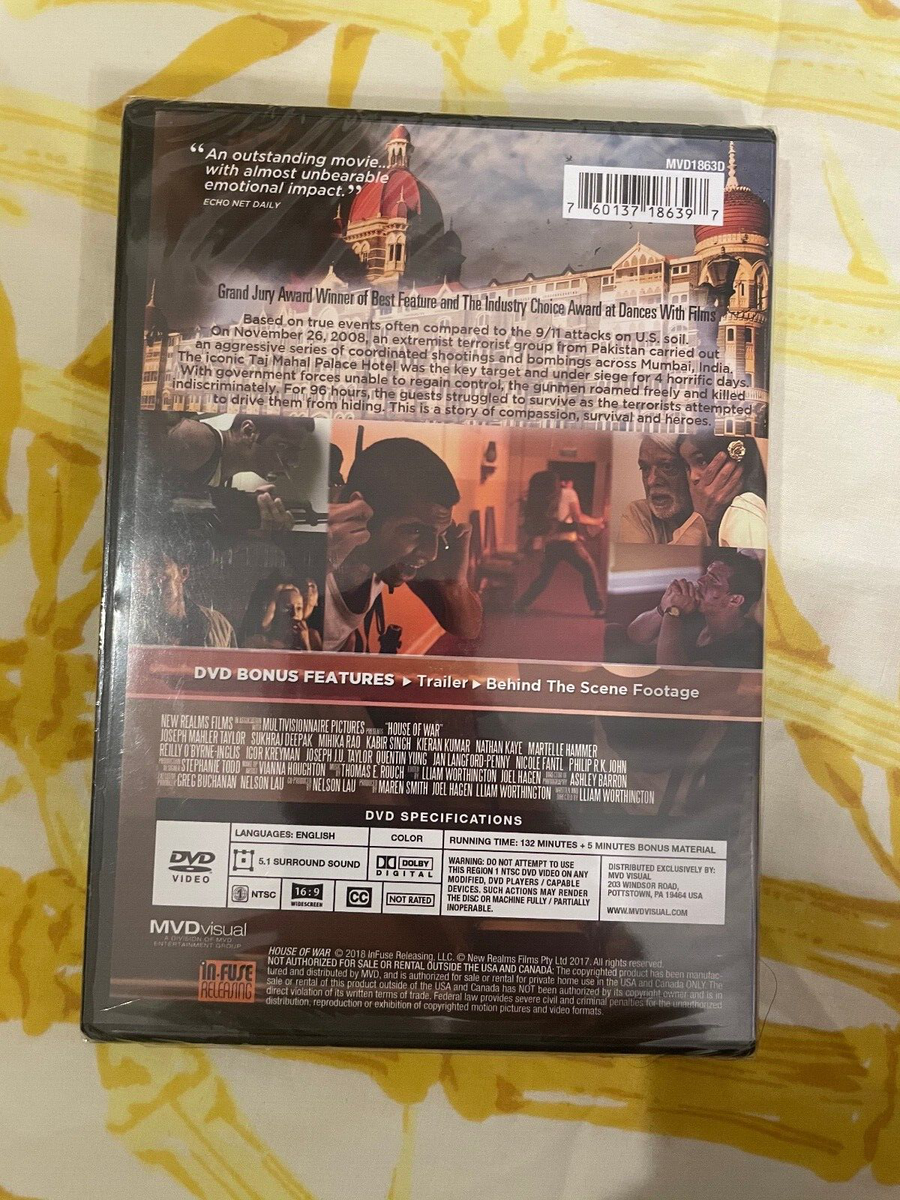 “An outstanding movie...
with almost unbearable
emotional impact.”
ECHO NET DAILY
MVD1863D
7 60137 18639 7
Grand Jury Award Winner of Best Feature and The Industry Choice Award at Dances With Films
Based on true events often compared to the 9/11 attacks on U.S. soil.
On November 26, 2008, an extremist terrorist group from Pakistan carried out
an aggressive series of coordinated shootings and bombings across Mumbai, India.
The iconic Taj Mahal Palace Hotel was the key target and under siege for 4 horrific days.
With government forces unable to regain control, the gunmen roamed freely and killed
indiscriminately. For 96 hours, the guests struggled to survive as the terrorists attempted
to drive them from hiding. This is a story of compassion, survival and heroes.
DVD BONUS FEATURES ▸ Trailer ▸ Behind The Scene Footage
NEW REALMS FILMS MULTIVISIONNAIRE PICTURES PRESENTS "HOUSE OF WAR"
JOSEPH MAHLER TAYLOR SUKHRAJ DEEPAK MIHIKA RAO KABIR SINGH KIERAN KUMAR NATHAN KAYE MARTELLE HAMMER
REILLY O'BYRNE-INGLIS IGOR KREYMAN JOSEPH J.U. TAYLOR QUENTIN YUNG JAN LANGFORD-PENNY NICOLE FANTL PHILIP R.K. JOHN
STEPHANIE TODD VIANNA HOUGHTON THOMAS E. ROUCH LLIAM WORTHINGTON JOEL HAGEN ASHLEY BARRON
GREG BUCHANAN NELSON LAU NELSON LAU MAREN SMITH JOEL HAGEN LLIAM WORTHINGTON LLIAM WORTHINGTON
DVD SPECIFICATIONS
DVD
VIDEO
LANGUAGES: ENGLISH
COLOR
RUNNING TIME: 132 MINUTES + 5 MINUTES BONUS MATERIAL
5.1 SURROUND SOUND
DOLBY
DIGITAL
1 NTSC
16:9
WIDESCREEN
CC
NOT RATED
WARNING: DO NOT ATTEMPT TO USE
THIS REGION 1 NTSC DVD VIDEO ON ANY
MODIFIED, DVD PLAYERS / CAPABLE
DEVICES. SUCH ACTIONS MAY RENDER
THE DISC OR MACHINE FULLY / PARTIALLY
INOPERABLE.
DISTRIBUTED EXCLUSIVELY BY:
MVD VISUAL
203 WINDSOR ROAD,
POTTSTOWN, PA 19464 USA
WWW.MVDVISUAL.COM
MVDvisual
A DIVISION OF MVD
ENTERTAINMENT GROUP
IN-FUSE
RELEASING
HOUSE OF WAR © 2018 InFuse Releasing, LLC. © New Realms Films Pty Ltd 2017. All rights reserved.
NOT AUTHORIZED FOR SALE OR RENTAL OUTSIDE THE USA AND CANADA: The copyrighted product has been manufac-
tured and distributed by MVD, and is authorized for sale or rental for private home use in the USA and Canada ONLY. The
sale or rental of this product outside of the USA and Canada has NOT been authorized by its copyright owner and is in
direct violation of its written terms of trade. Federal law provides severe civil and criminal penalties for the unauthorized
distribution, reproduction or exhibition of copyrighted motion pictures and video formats.